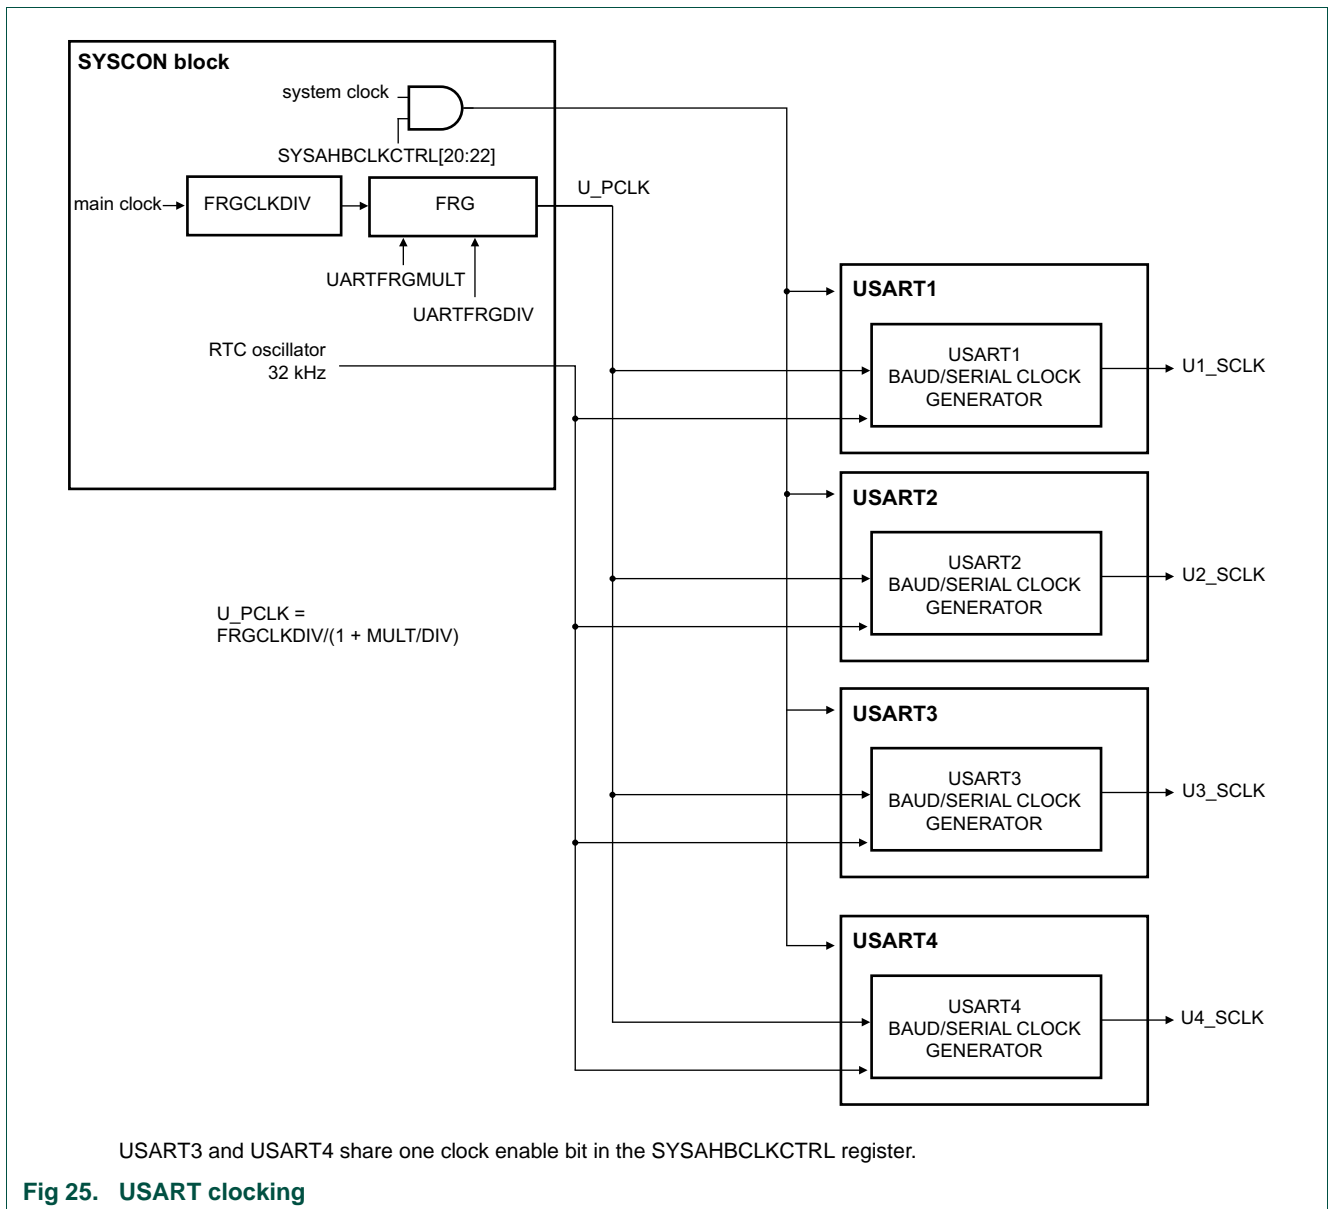 SYSCON block
system clock
SYSAHBCLKCTRL[20:22]
main clock
FRGCLKDIV
FRG
U_PCLK
UARTFRGMULT
UARTFRGDIV
RTC oscillator
32 kHz
U_PCLK =
FRGCLKDIV/(1 + MULT/DIV)
USART1
USART1
BAUD/SERIAL CLOCK
GENERATOR
U1_SCLK
USART2
USART2
BAUD/SERIAL CLOCK
GENERATOR
U2_SCLK
USART3
USART3
BAUD/SERIAL CLOCK
GENERATOR
U3_SCLK
USART4
USART4
BAUD/SERIAL CLOCK
GENERATOR
U4_SCLK
USART3 and USART4 share one clock enable bit in the SYSAHBCLKCTRL register.
Fig 25. USART clocking